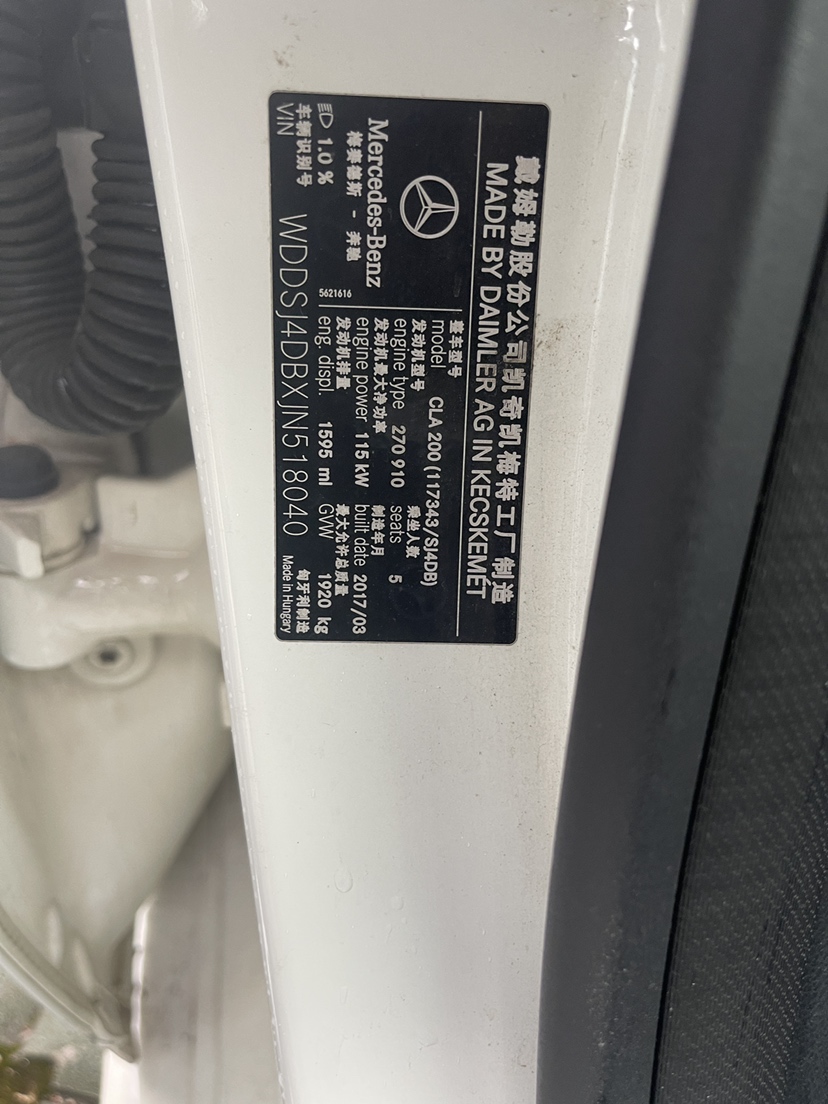 戴姆勒股份公司凯奇凯梅特工厂制造
MADE BY DAIMLER AG IN KECSKEMÉT
Mercedes-Benz
梅赛德斯 - 奔驰
5621616
整车型号
model CLA 200 (117343/SJ4DB)
发动机型号
engine type 270 910
乘坐人数
seats 5
发动机最大净功率
engine power 115 kW
制造年月
built date 2017/03
发动机排量
eng. displ. 1595 ml
最大允许总质量
GVW 1920 kg
1.0 %
车辆识别号
VIN WDDSJ4DBXJN518040
匈牙利制造
Made in Hungary